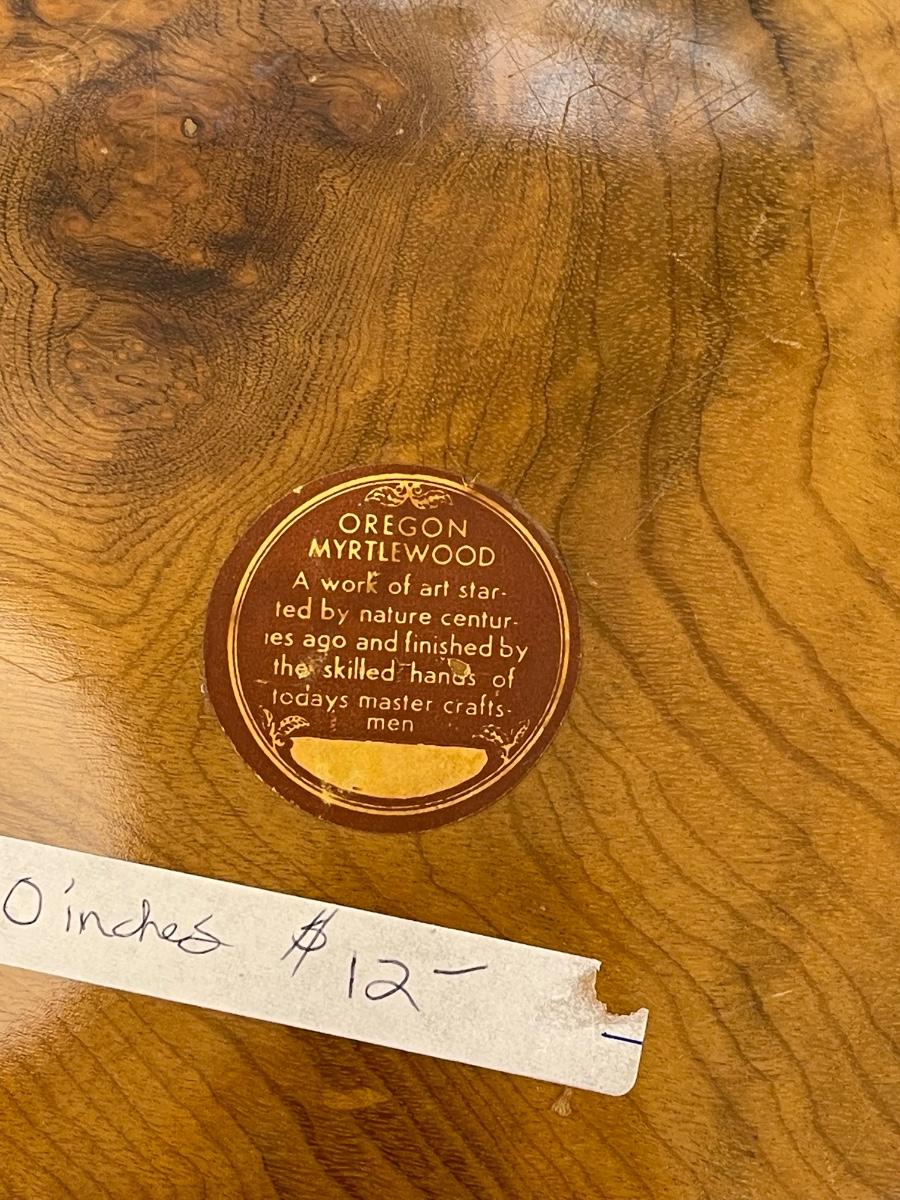 OREGON
MYRTLEWOOD
A work of art star-
ted by nature centur-
ies ago and finished by
the skilled hands of
todays master crafts-
men
0 inches $ 12 -